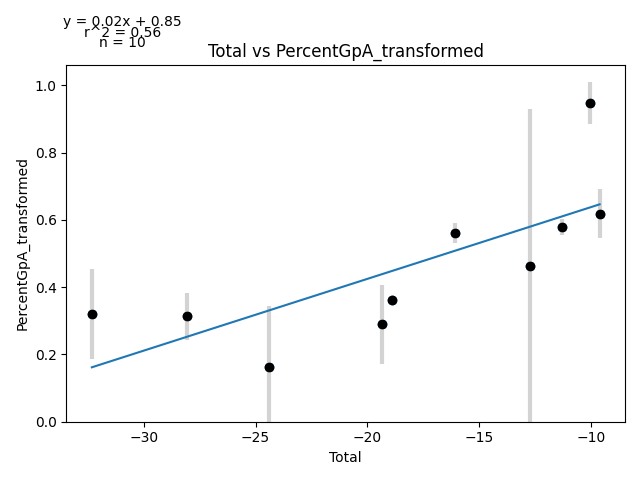 y = 0.02x + 0.85
r^2 = 0.56
n = 10
Total vs PercentGpA_transformed
PercentGpA_transformed
1.0
0.8
0.6
0.4
0.2
0.0
−30
−25
−20
−15
−10
Total